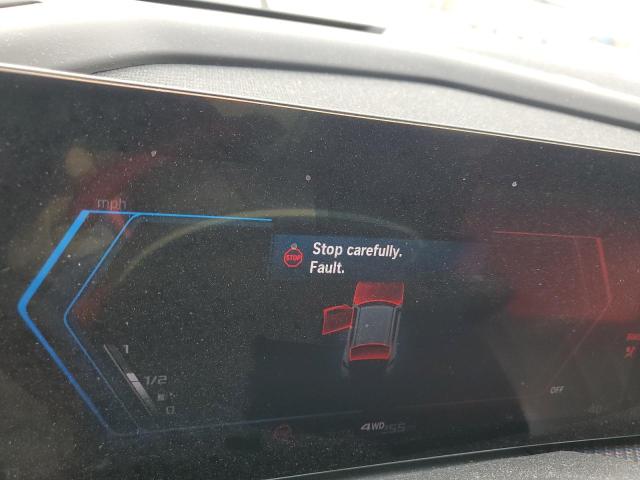 mph
STOP
Stop carefully.
Fault.
1
1/2
0
OFF
4WD